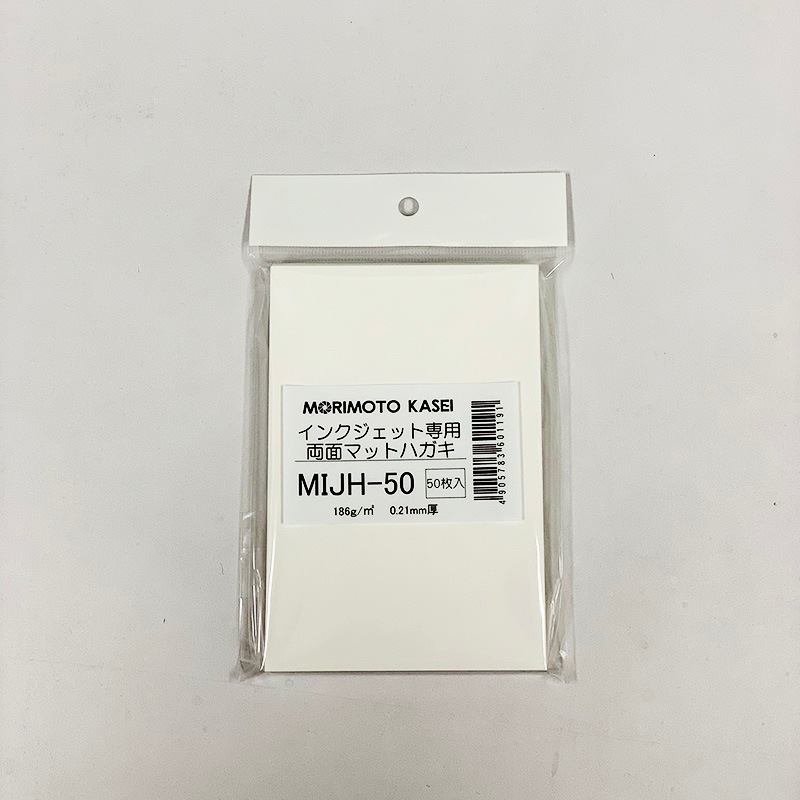 MORIMOTO KASEI
インクジェット専用
両面マットハガキ
MIJH-50 50枚入
186g/㎡ 0.21mm厚
4905783601191